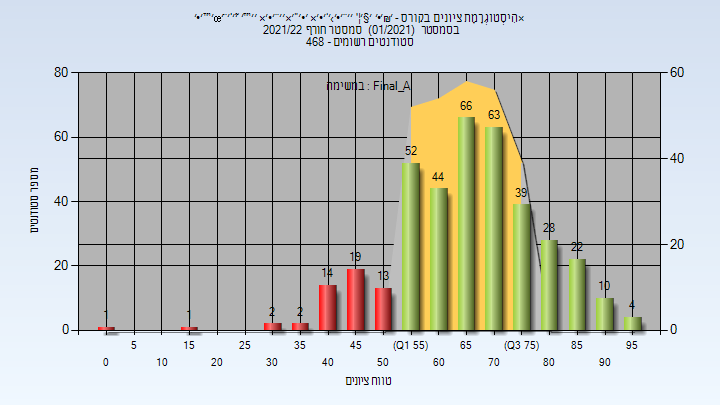 היסטוגרמת ציונים בקורס -
בסמסטר (01/2021) סמסטר חורף 2021/22
סטודנטים רשומים - 468
במשימה : Final_A
80 60 40 20 0
מספר סטודנטים
60 40 20 0
1 1 2 2 14 19 13 52 44 66 63 39 28 22 10 4
5 15 25 35 45 (Q1 55) 65 (Q3 75) 85 95
0 10 20 30 40 50 60 70 80 90
טווח ציונים